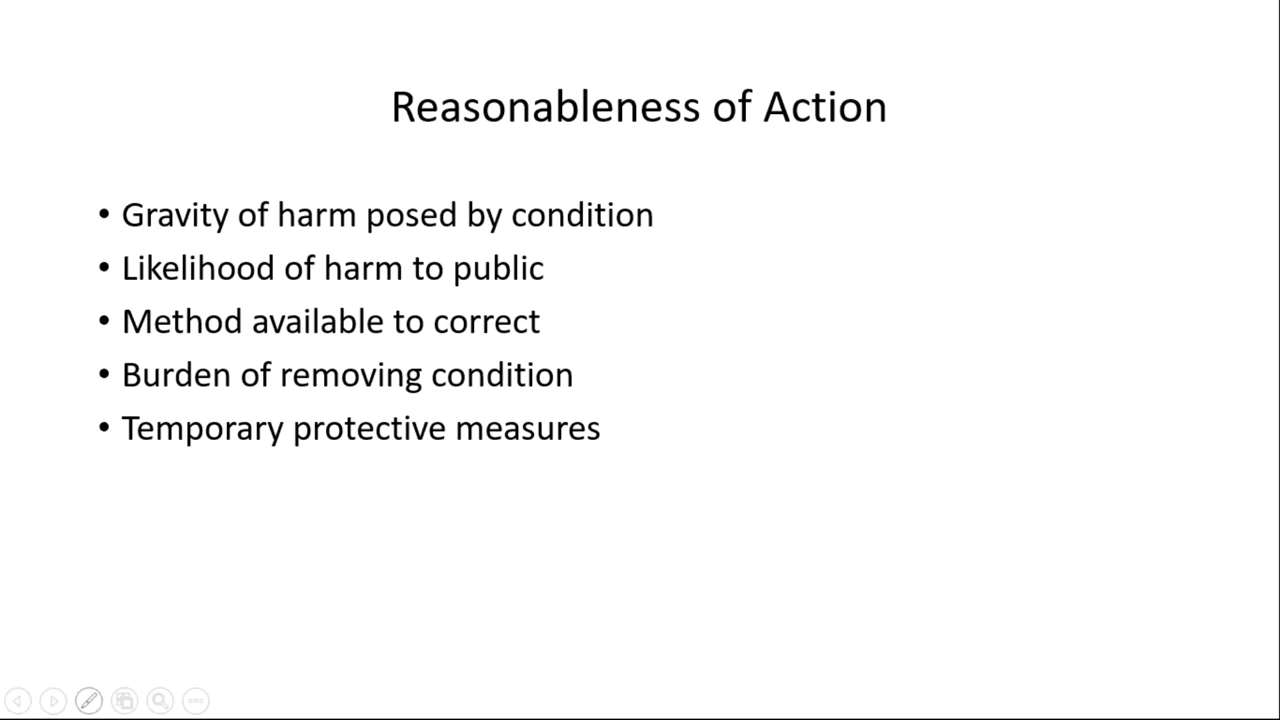 Reasonableness of Action
• Gravity of harm posed by condition
• Likelihood of harm to public
• Method available to correct
• Burden of removing condition
• Temporary protective measures